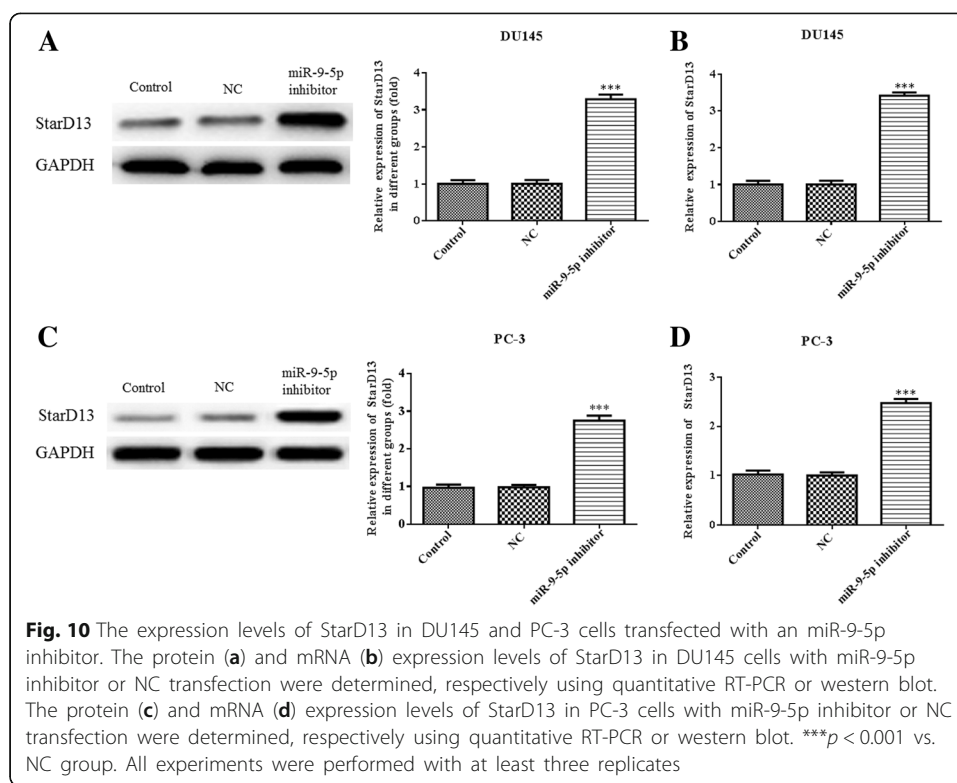 A
Control
NC
miR-9-5p
inhibitor
StarD13
GAPDH
DU145
Relative expression of StarD13
in different groups (fold)
4
3
2
1
0
***
Control
NC
miR-9-5p inhibitor
B
DU145
Relative expression of StarD13
4
3
2
1
0
***
Control
NC
miR-9-5p inhibitor
C
Control
NC
miR-9-5p
inhibitor
StarD13
GAPDH
PC-3
Relative expression of StarD13
in different groups (fold)
4
3
2
1
0
***
Control
NC
miR-9-5p inhibitor
D
PC-3
Relative expression of StarD13
3
2
1
0
***
Control
NC
miR-9-5p inhibitor
Fig. 10 The expression levels of StarD13 in DU145 and PC-3 cells transfected with an miR-9-5p
inhibitor. The protein (a) and mRNA (b) expression levels of StarD13 in DU145 cells with miR-9-5p
inhibitor or NC transfection were determined, respectively using quantitative RT-PCR or western blot.
The protein (c) and mRNA (d) expression levels of StarD13 in PC-3 cells with miR-9-5p inhibitor or NC
transfection were determined, respectively using quantitative RT-PCR or western blot. ***p < 0.001 vs.
NC group. All experiments were performed with at least three replicates